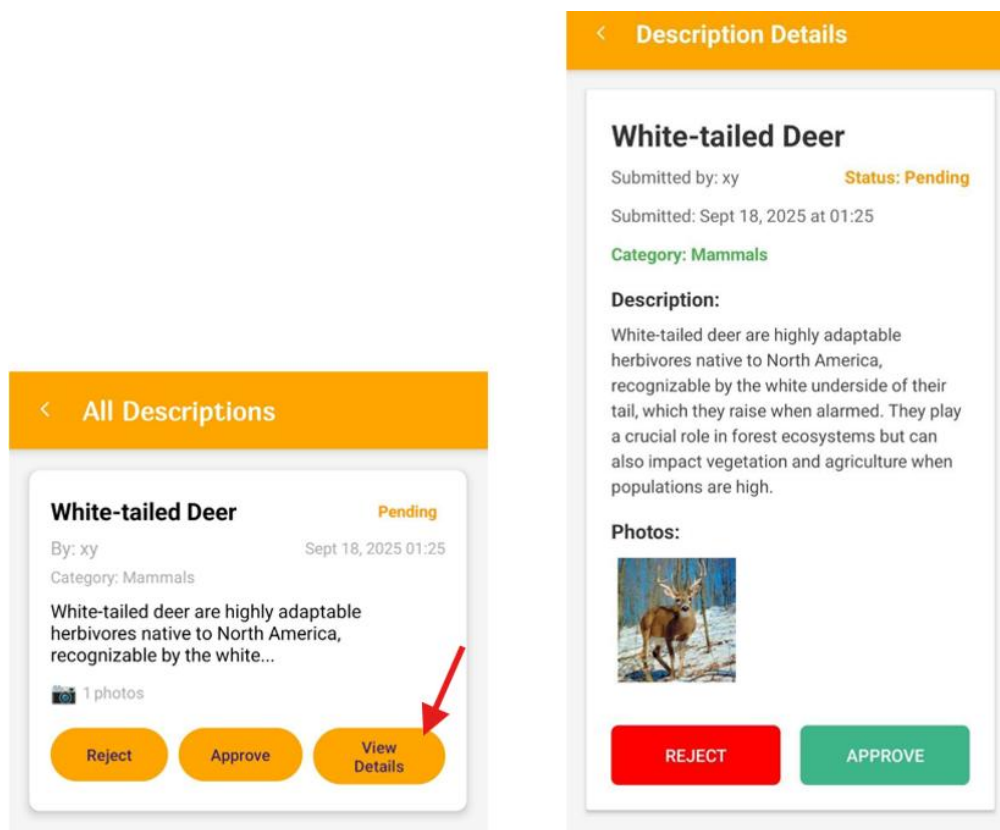 All Descriptions
White-tailed Deer
Pending
By: xy
Sept 18, 2025 01:25
Category: Mammals
White-tailed deer are highly adaptable
herbivores native to North America,
recognizable by the white...
1 photos
Reject
Approve
View
Details
Description Details
White-tailed Deer
Submitted by: xy
Status: Pending
Submitted: Sept 18, 2025 at 01:25
Category: Mammals
Description:
White-tailed deer are highly adaptable
herbivores native to North America,
recognizable by the white underside of their
tail, which they raise when alarmed. They play
a crucial role in forest ecosystems but can
also impact vegetation and agriculture when
populations are high.
Photos:
REJECT
APPROVE